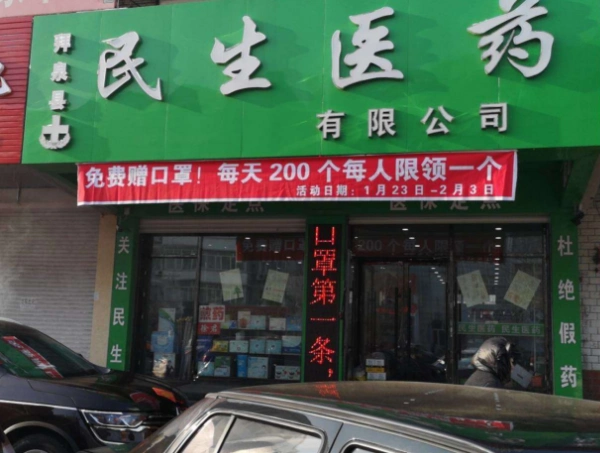 拜泉县
民生医药
有限公司
免费赠口罩！每天200个每人限领一个
活动日期：1月23日-2月3日
医保定点
医保定点
关注民生
口罩第一条，
杜绝假药